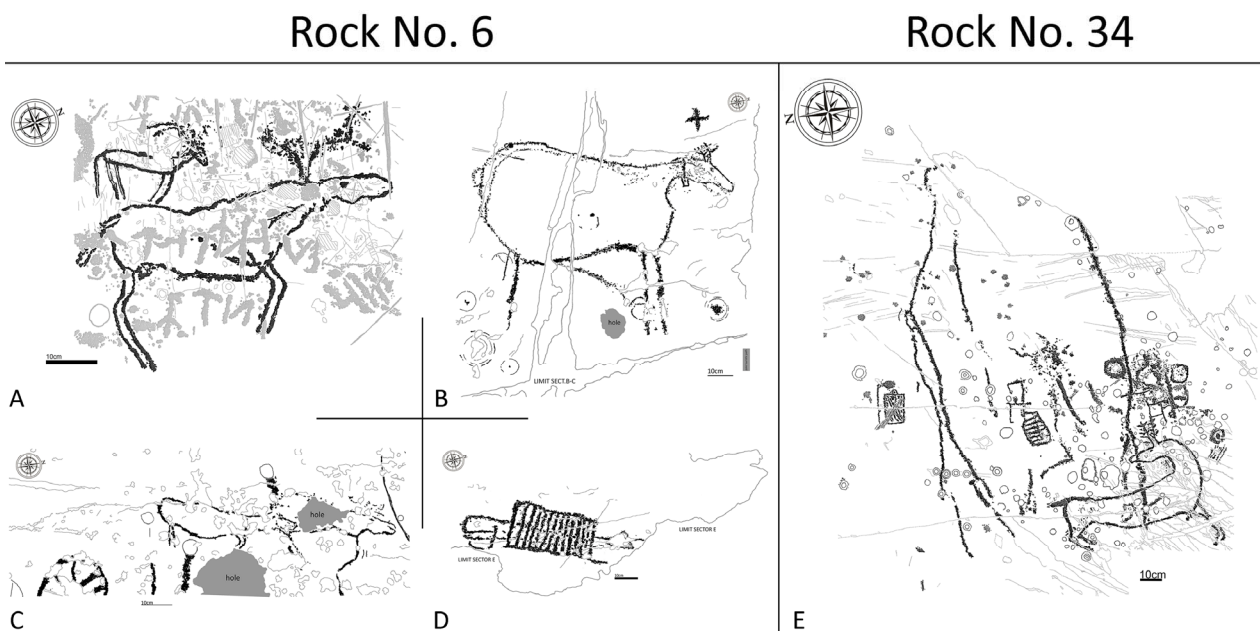 Rock No. 6
Rock No. 34
N
10cm
A
N
hole
LIMIT SECT.B-C
10cm
B
N
hole
hole
10cm
C
LIMIT SECTOR E
LIMIT SECTOR E
D
N
10cm
E